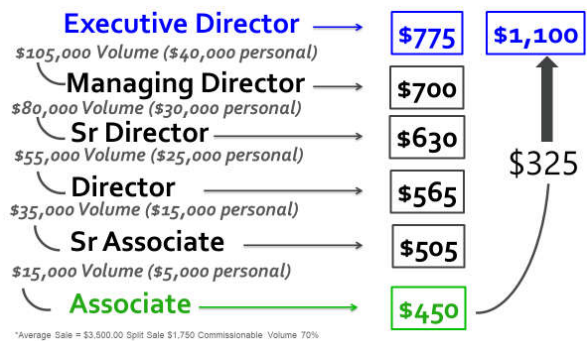 Executive Director $775 $1,100
$105,000 Volume ($40,000 personal)
Managing Director $700
$80,000 Volume ($30,000 personal)
Sr Director $630
$55,000 Volume ($25,000 personal)
$325
Director $565
$35,000 Volume ($15,000 personal)
Sr Associate $505
$15,000 Volume ($5,000 personal)
Associate $450
*Average Sale = $3,500.00 Split Sale $1,750 Commissionable Volume 70%